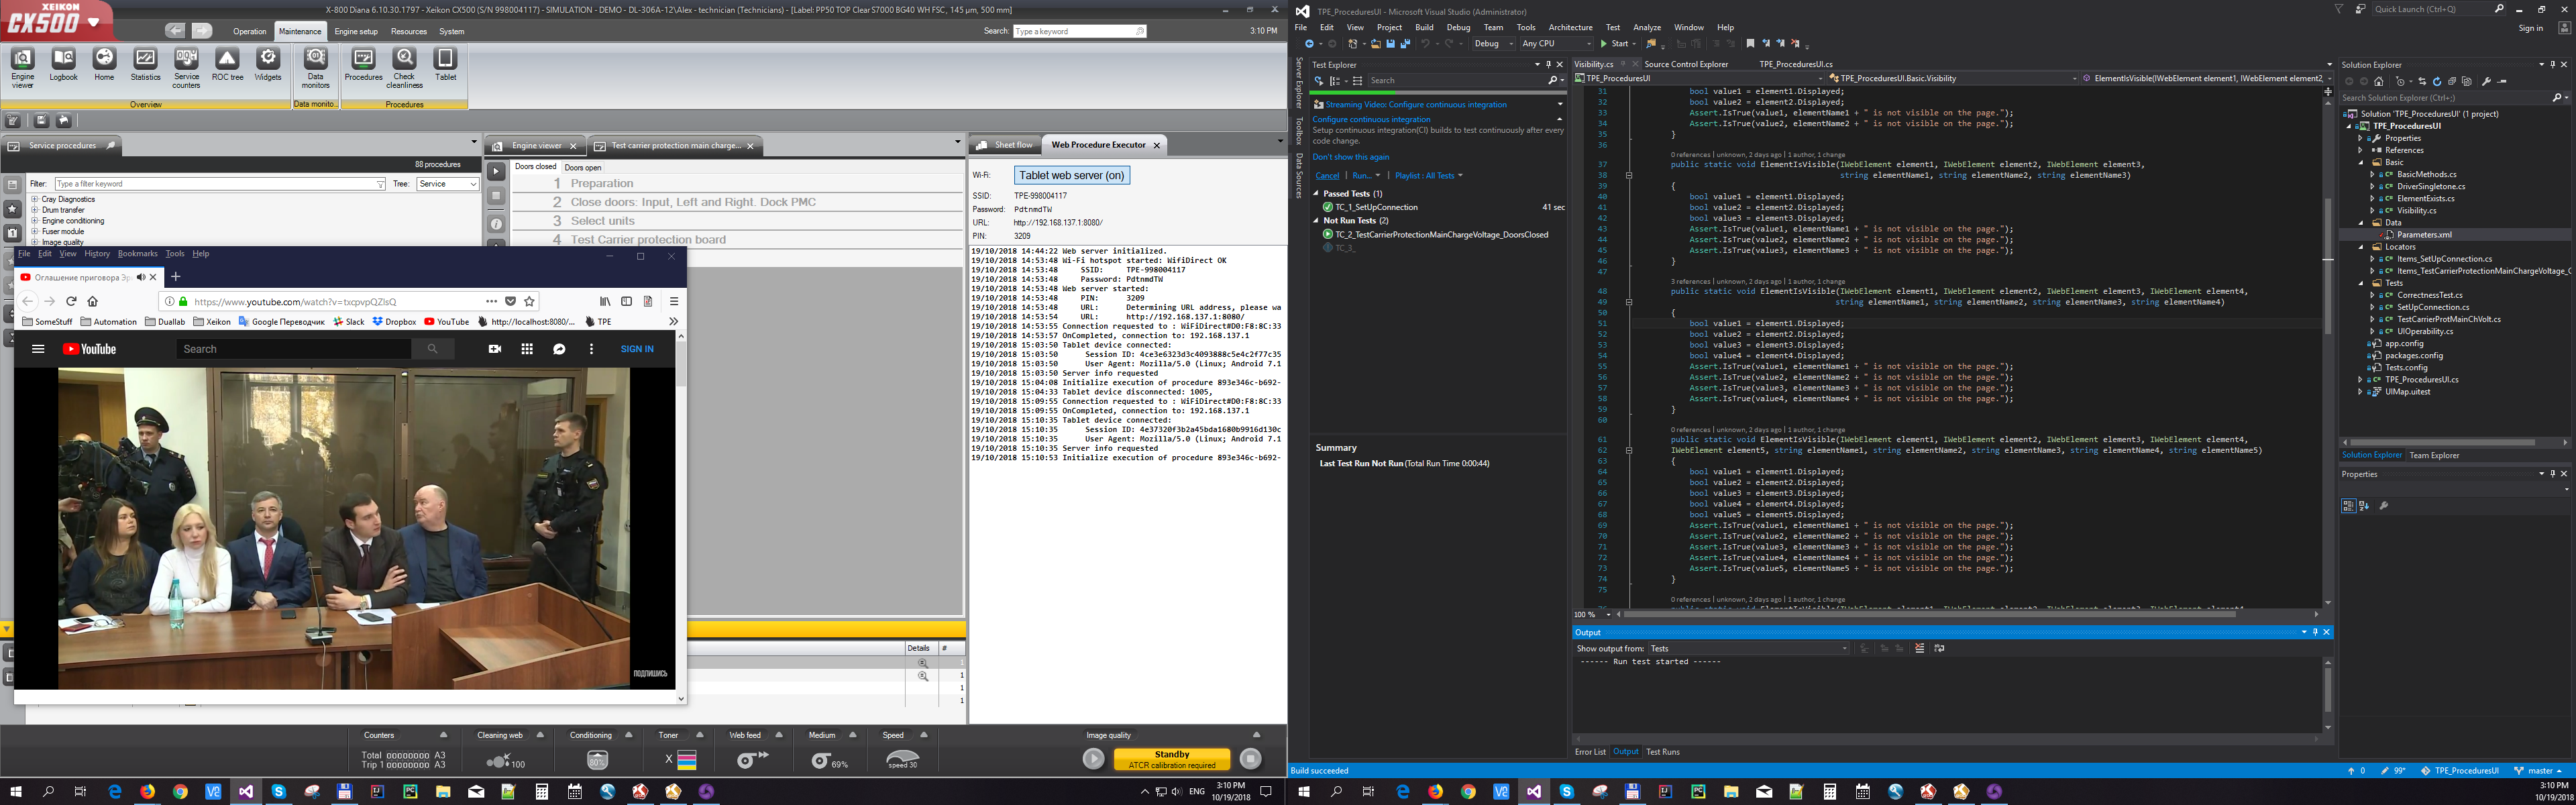 XEIKON
CX500
X-800 Diana 6.10.30.1797 - Xeikon CX500 (S/N 998004117) - SIMULATION - DEMO - DL-306A-12\Alex - technician (Technicians) - [Label: PP50 TOP Clear S7000 BG40 WH FSC, 145 µm, 500 mm]
Operation Maintenance Engine setup Resources System
Search: Type a keyword 3:10 PM
Engine viewer Logbook Home Statistics Service counters ROC tree Widgets Data monitors Procedures Check cleanliness Tablet
Overview Data monito... Procedures
Service procedures
88 procedures
Filter: Type a filter keyword Tree: Service
Cray Diagnostics
Drum transfer
Engine conditioning
Fuser module
Image quality
Engine viewer Test carrier protection main charge...
Doors closed Doors open
1 Preparation
2 Close doors: Input, Left and Right. Dock PMC
3 Select units
4 Test Carrier protection board
Sheet flow Web Procedure Executor
Wi-Fi: Tablet web server (on)
SSID: TPE-998004117
Password: PdtnmdTW
URL: http://192.168.137.1:8080/
PIN: 3209
19/10/2018 14:44:22 Web server initialized.
19/10/2018 14:53:48 Wi-Fi hotspot started: WifiDirect OK
19/10/2018 14:53:48 SSID: TPE-998004117
19/10/2018 14:53:48 Password: PdtnmdTW
19/10/2018 14:53:48 Web server started:
19/10/2018 14:53:48 PIN: 3209
19/10/2018 14:53:48 URL: Determining URL address, please wa
19/10/2018 14:53:54 URL: http://192.168.137.1:8080/
19/10/2018 14:53:55 Connection requested to : WiFiDirect#D0:F8:8C:33
19/10/2018 14:53:57 OnCompleted, connection to: 192.168.137.1
19/10/2018 15:03:50 Tablet device connected:
19/10/2018 15:03:50 Session ID: 4ce3e6323d3c4093888c5e4c2f77c35
19/10/2018 15:03:50 User Agent: Mozilla/5.0 (Linux; Android 7.1
19/10/2018 15:03:50 Server info requested
19/10/2018 15:04:08 Initialize execution of procedure 893e346c-b692-
19/10/2018 15:04:33 Tablet device disconnected: 1005,
19/10/2018 15:09:55 Connection requested to : WiFiDirect#D0:F8:8C:33
19/10/2018 15:09:55 OnCompleted, connection to: 192.168.137.1
19/10/2018 15:10:35 Tablet device connected:
19/10/2018 15:10:35 Session ID: 4e37320f3b2a45bda1680b9916d130c
19/10/2018 15:10:35 User Agent: Mozilla/5.0 (Linux; Android 7.1
19/10/2018 15:10:35 Server info requested
19/10/2018 15:10:53 Initialize execution of procedure 893e346c-b692-
File Edit View History Bookmarks Tools Help
Оглашение приговора Эр
https://www.youtube.com/watch?v=txcpvpQZlsQ
SomeStuff Automation Duallab Xeikon Google Переводчик Slack Dropbox YouTube http://localhost:8080/... TPE
YouTube Search SIGN IN
ПОДПИШИСЬ
Details #
1
1
1
1
Counters Cleaning web Conditioning Toner Web feed Medium Speed Image quality
Total 00000000 A3
Trip 1 00000000 A3
100 80% X 69% speed 30
Standby
ATCR calibration required
ENG 3:10 PM
10/19/2018
TPE_ProceduresUI - Microsoft Visual Studio (Administrator)
Quick Launch (Ctrl+Q)
File Edit View Project Build Debug Team Tools Architecture Test Analyze Window Help
Sign in
Debug Any CPU Start
Server Explorer Toolbox Data Sources
Test Explorer
Search
Streaming Video: Configure continuous integration
Configure continuous integration
Setup continuous integration(CI) builds to test continuously after every
code change.
Don't show this again
Cancel Run... Playlist : All Tests
Passed Tests (1)
TC_1_SetUpConnection 41 sec
Not Run Tests (2)
TC_2_TestCarrierProtectionMainChargeVoltage_DoorsClosed
TC_3_
Summary
Last Test Run Not Run (Total Run Time 0:00:44)
Visibility.cs Source Control Explorer TPE_ProceduresUI.cs
TPE_ProceduresUI TPE_ProceduresUI.Basic.Visibility ElementIsVisible(IWebElement element1, IWebElement element2,
31 bool value1 = element1.Displayed;
32 bool value2 = element2.Displayed;
33 Assert.IsTrue(value1, elementName1 + " is not visible on the page.");
34 Assert.IsTrue(value2, elementName2 + " is not visible on the page.");
35 }
36
0 references | unknown, 2 days ago | 1 author, 1 change
37 public static void ElementIsVisible(IWebElement element1, IWebElement element2, IWebElement element3,
38 string elementName1, string elementName2, string elementName3)
39 {
40 bool value1 = element1.Displayed;
41 bool value2 = element2.Displayed;
42 bool value3 = element3.Displayed;
43 Assert.IsTrue(value1, elementName1 + " is not visible on the page.");
44 Assert.IsTrue(value2, elementName2 + " is not visible on the page.");
45 Assert.IsTrue(value3, elementName3 + " is not visible on the page.");
46 }
47
3 references | unknown, 2 days ago | 1 author, 1 change
48 public static void ElementIsVisible(IWebElement element1, IWebElement element2, IWebElement element3, IWebElement element4,
49 string elementName1, string elementName2, string elementName3, string elementName4)
50 {
51 bool value1 = element1.Displayed;
52 bool value2 = element2.Displayed;
53 bool value3 = element3.Displayed;
54 bool value4 = element4.Displayed;
55 Assert.IsTrue(value1, elementName1 + " is not visible on the page.");
56 Assert.IsTrue(value2, elementName2 + " is not visible on the page.");
57 Assert.IsTrue(value3, elementName3 + " is not visible on the page.");
58 Assert.IsTrue(value4, elementName4 + " is not visible on the page.");
59 }
60
0 references | unknown, 2 days ago | 1 author, 1 change
61 public static void ElementIsVisible(IWebElement element1, IWebElement element2, IWebElement element3, IWebElement element4,
62 IWebElement element5, string elementName1, string elementName2, string elementName3, string elementName4, string elementName5)
63 {
64 bool value1 = element1.Displayed;
65 bool value2 = element2.Displayed;
66 bool value3 = element3.Displayed;
67 bool value4 = element4.Displayed;
68 bool value5 = element5.Displayed;
69 Assert.IsTrue(value1, elementName1 + " is not visible on the page.");
70 Assert.IsTrue(value2, elementName2 + " is not visible on the page.");
71 Assert.IsTrue(value3, elementName3 + " is not visible on the page.");
72 Assert.IsTrue(value4, elementName4 + " is not visible on the page.");
73 Assert.IsTrue(value5, elementName5 + " is not visible on the page.");
74 }
75
0 references | unknown, 2 days ago | 1 author, 1 change
100 %
Output
Show output from: Tests
------ Run test started ------
Error List Output Test Runs
Solution Explorer
Search Solution Explorer (Ctrl+;)
Solution 'TPE_ProceduresUI' (1 project)
TPE_ProceduresUI
Properties
References
Basic
BasicMethods.cs
DriverSingletone.cs
ElementExists.cs
Visibility.cs
Data
Parameters.xml
Locators
Items_SetUpConnection.cs
Items_TestCarrierProtectionMainChargeVoltage_
Tests
CorrectnessTest.cs
SetUpConnection.cs
TestCarrierProtMainChVolt.cs
UIOperability.cs
app.config
packages.config
Tests.config
TPE_ProceduresUI.cs
UIMap.uitest
Solution Explorer Team Explorer
Properties
Build succeeded 0 99* TPE_ProceduresUI master
3:10 PM
10/19/2018